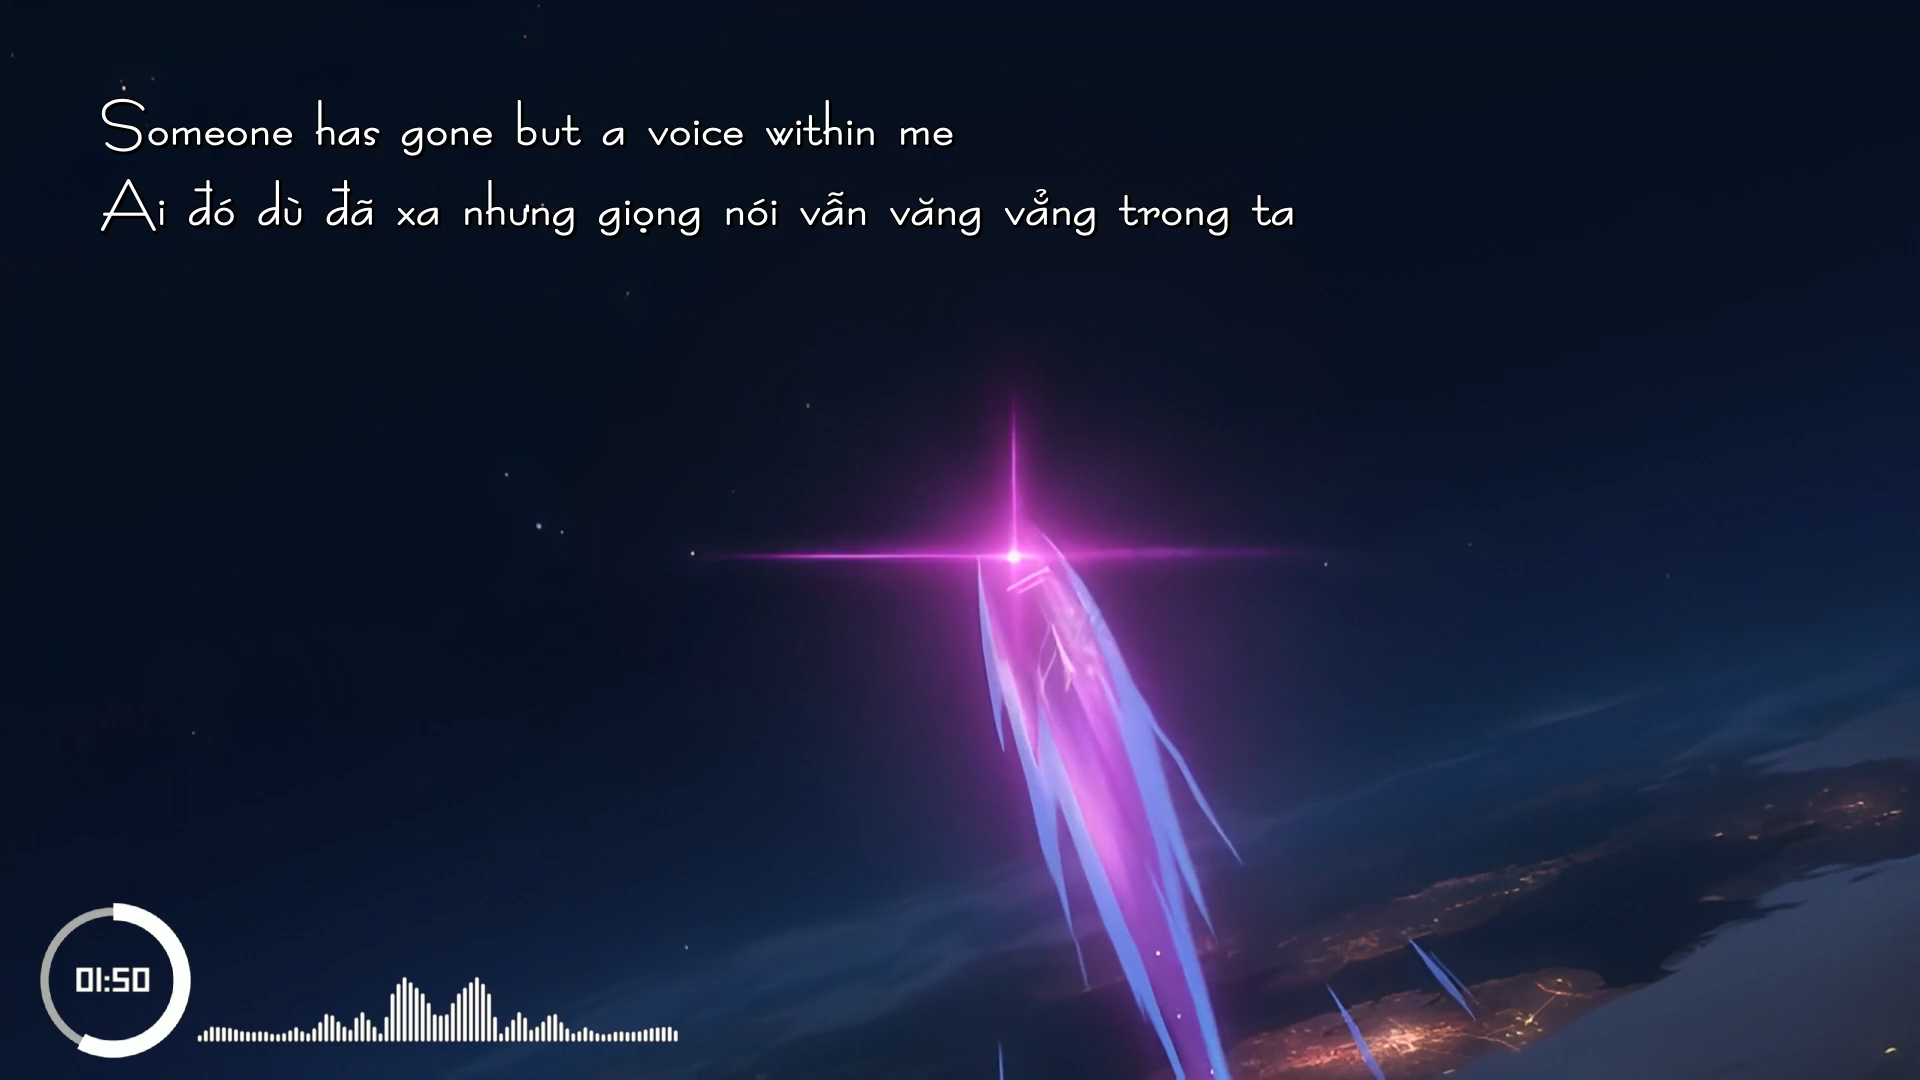 Someone has gone but a voice within me
Ai đó dù đã xa nhưng giọng nói vẫn văng vẳng trong ta
01:50